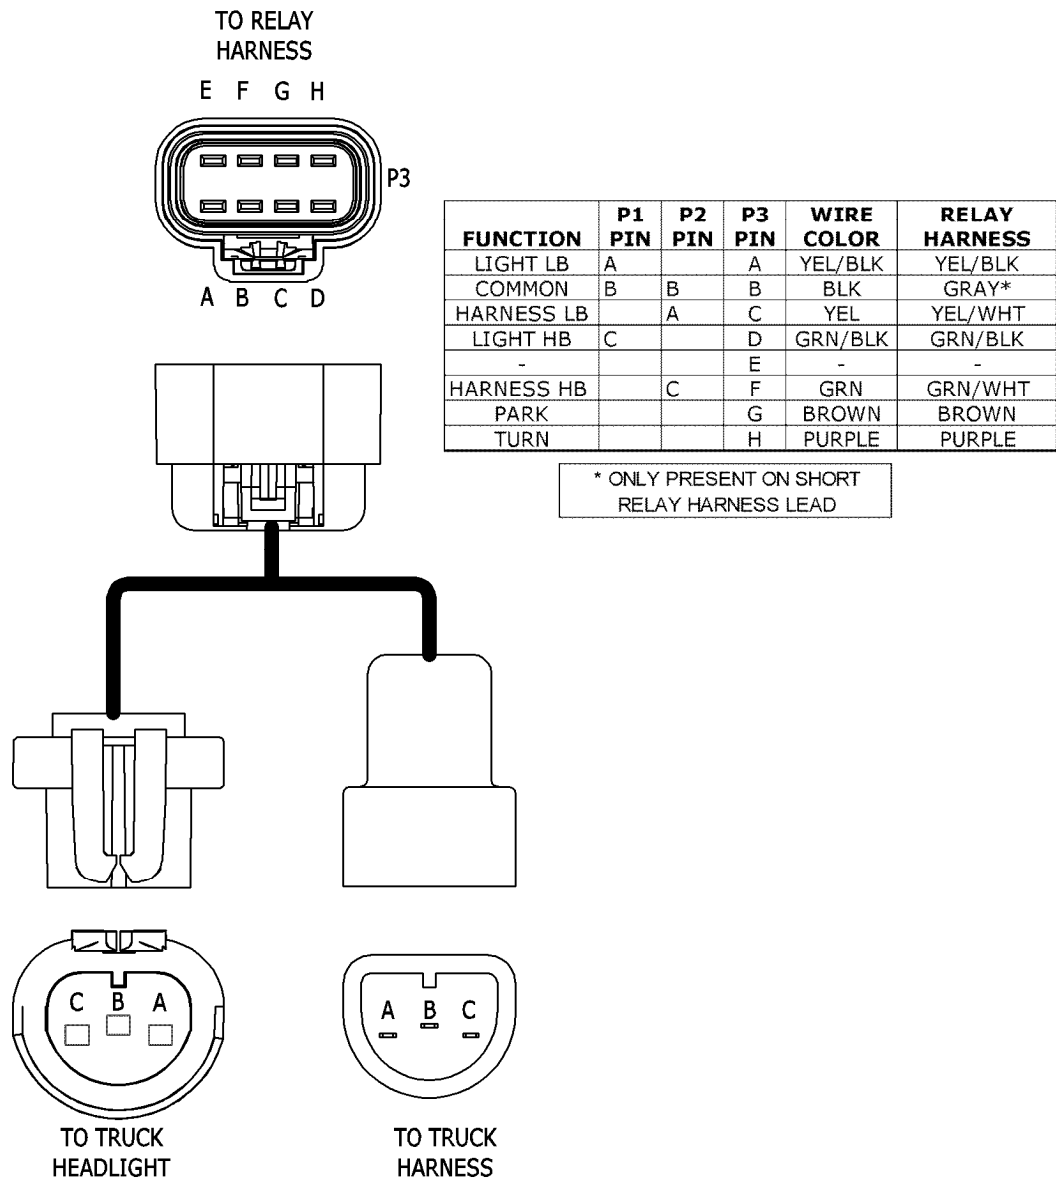 TO RELAY
HARNESS
E F G H
P3
A B C D
FUNCTION P1 PIN P2 PIN P3 PIN WIRE COLOR RELAY HARNESS
LIGHT LB A A YEL/BLK YEL/BLK
COMMON B B B BLK GRAY*
HARNESS LB A C YEL YEL/WHT
LIGHT HB C D GRN/BLK GRN/BLK
- E - -
HARNESS HB C F GRN GRN/WHT
PARK G BROWN BROWN
TURN H PURPLE PURPLE
* ONLY PRESENT ON SHORT
RELAY HARNESS LEAD
C B A
A B C
TO TRUCK
HEADLIGHT
TO TRUCK
HARNESS